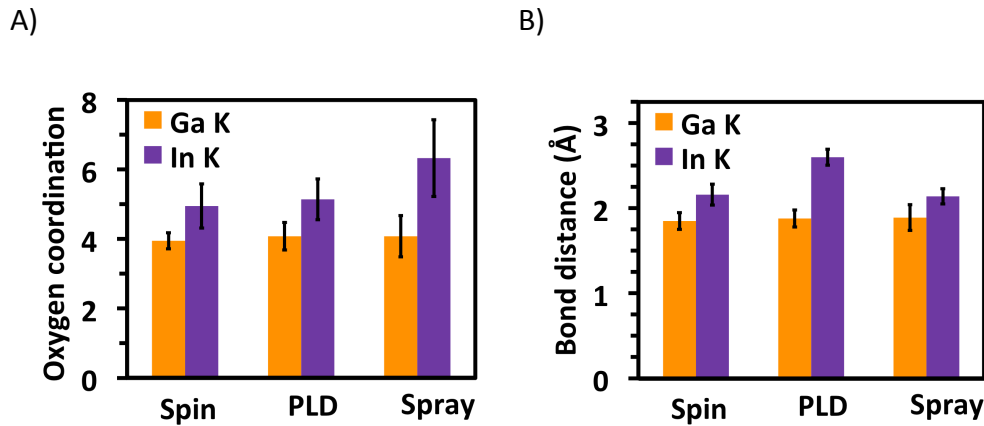 A)
B)
Oxygen coordination
8
6
4
2
0
Ga K
In K
Spin PLD Spray
Bond distance (Å)
3
2
1
0
Ga K
In K
Spin PLD Spray